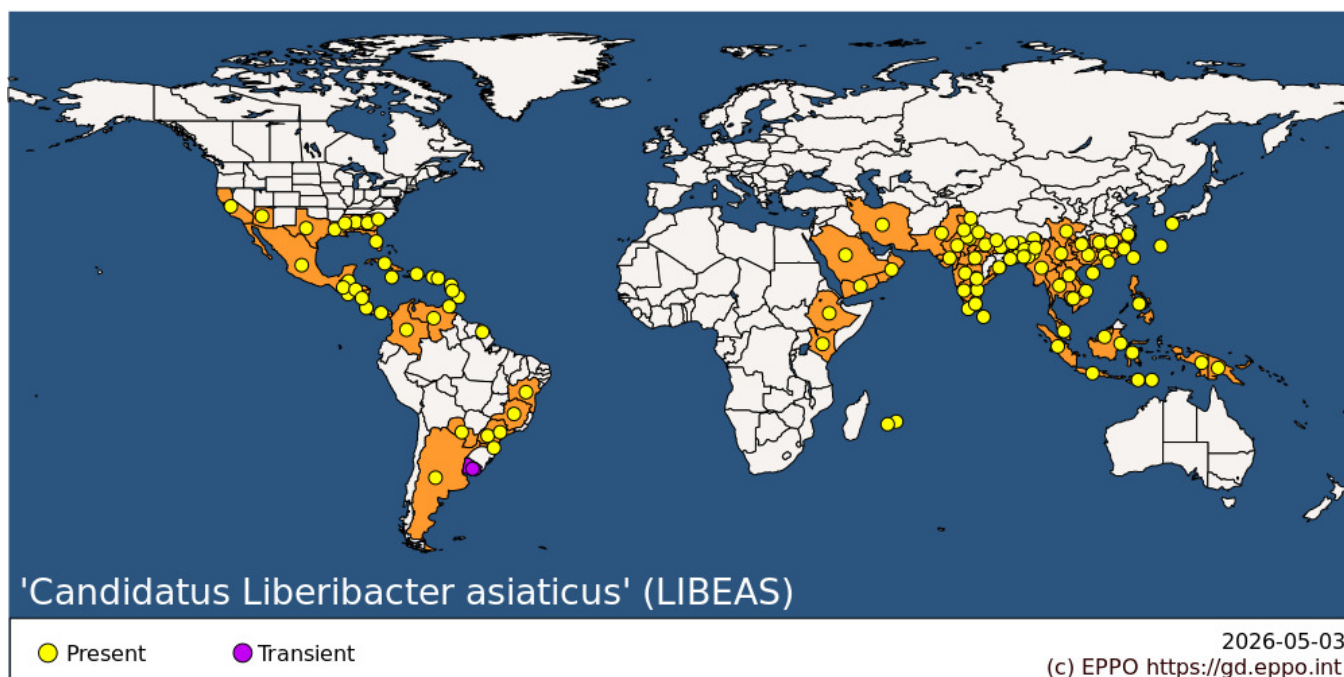 'Candidatus Liberibacter asiaticus' (LIBEAS)
Present
Transient
2026-05-03
(c) EPPO https://gd.eppo.int